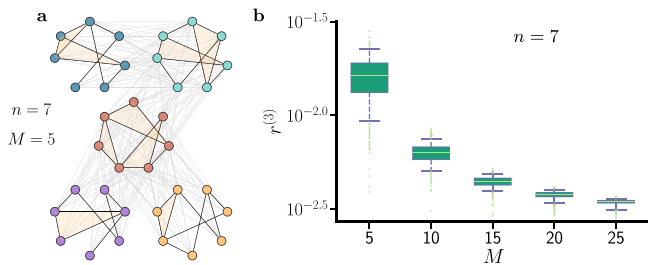 a
n = 7
M = 5
b
n = 7
r^{(3)}
10^{−1.5}
10^{−2.0}
10^{−2.5}
5 10 15 20 25
M